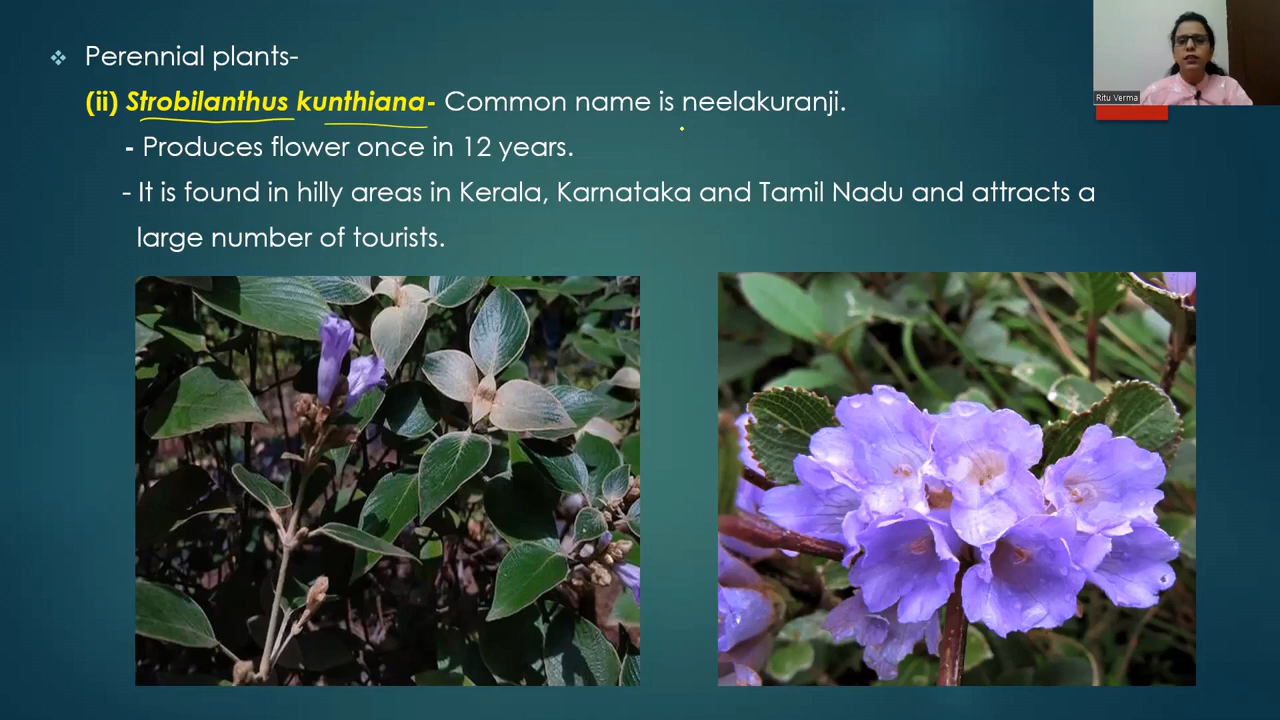 Perennial plants-
(ii) Strobilanthus kunthiana- Common name is neelakuranji.
- Produces flower once in 12 years.
- It is found in hilly areas in Kerala, Karnataka and Tamil Nadu and attracts a
large number of tourists.
Ritu Verma